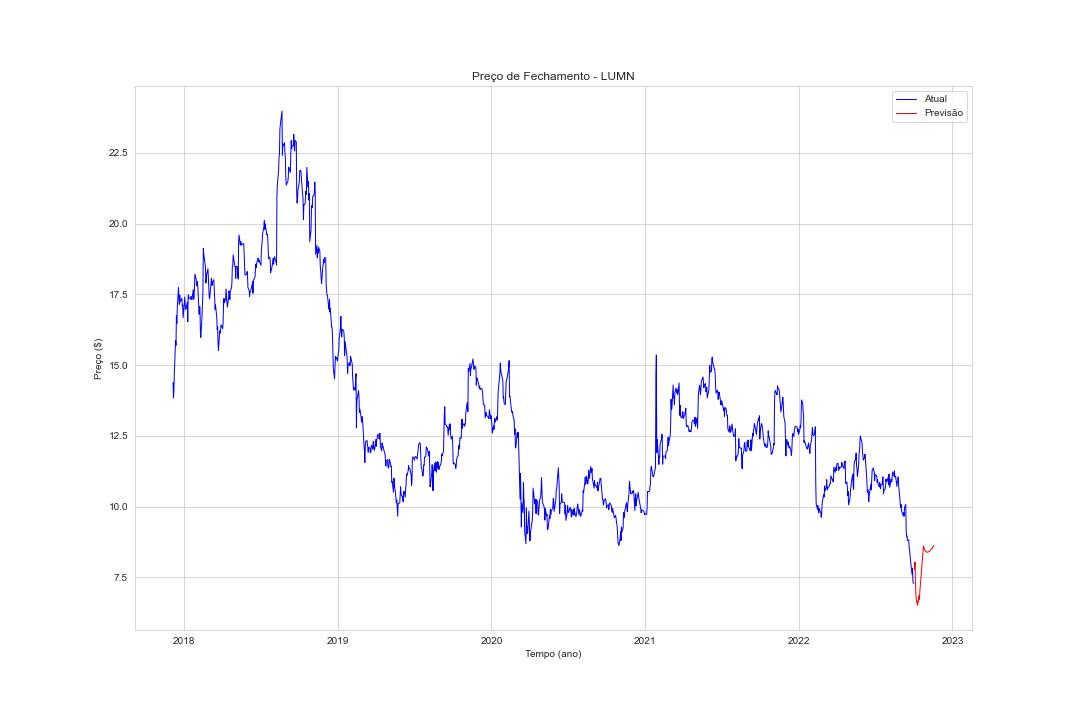 Preço de Fechamento - LUMN
Atual
Previsão
22.5
20.0
17.5
15.0
12.5
10.0
7.5
Preço ($)
2018
2019
2020
2021
2022
2023
Tempo (ano)